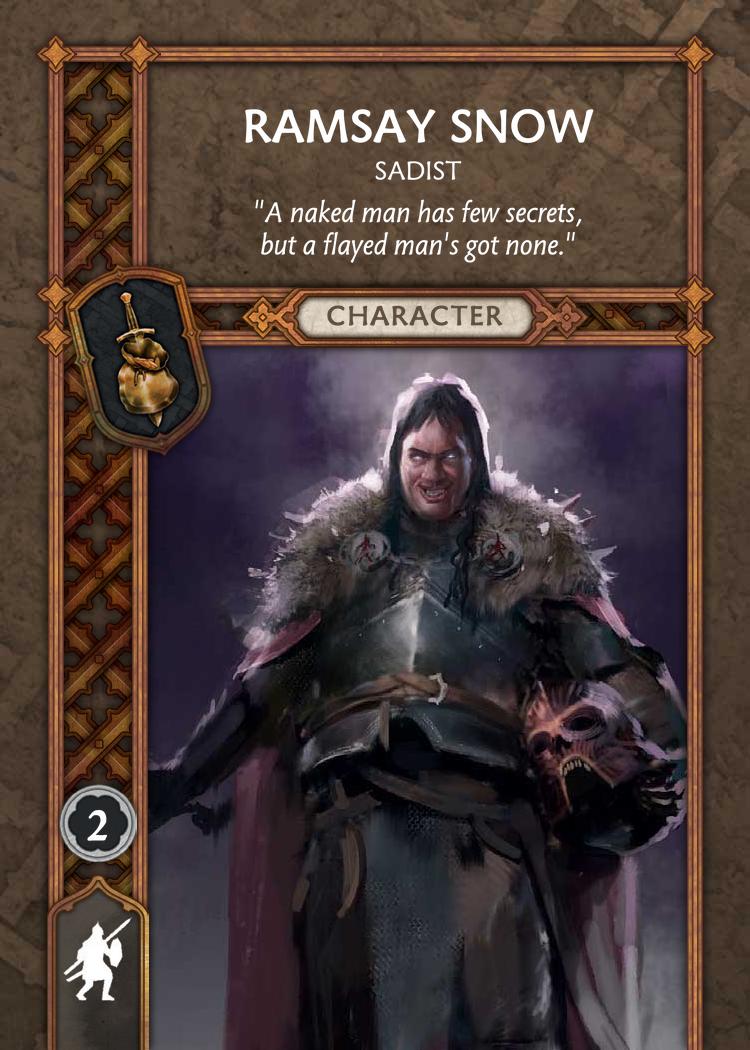 RAMSAY SNOW
SADIST
"A naked man has few secrets,
but a flayed man's got none."
CHARACTER
2